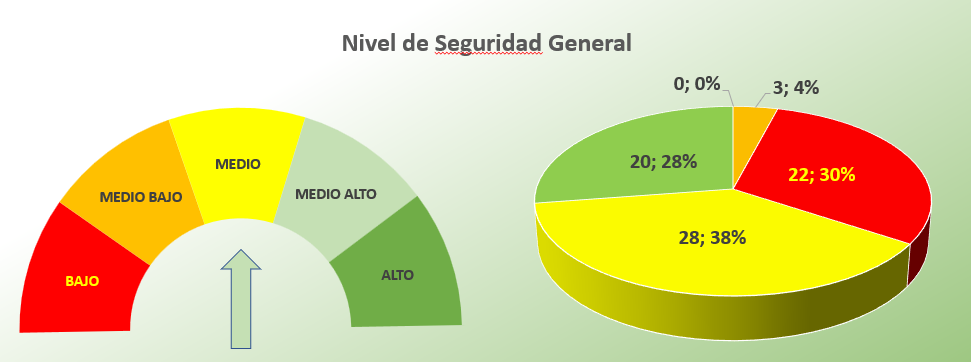 Nivel de Seguridad General
BAJO
MEDIO BAJO
MEDIO
MEDIO ALTO
ALTO
0; 0%
3; 4%
22; 30%
28; 38%
20; 28%